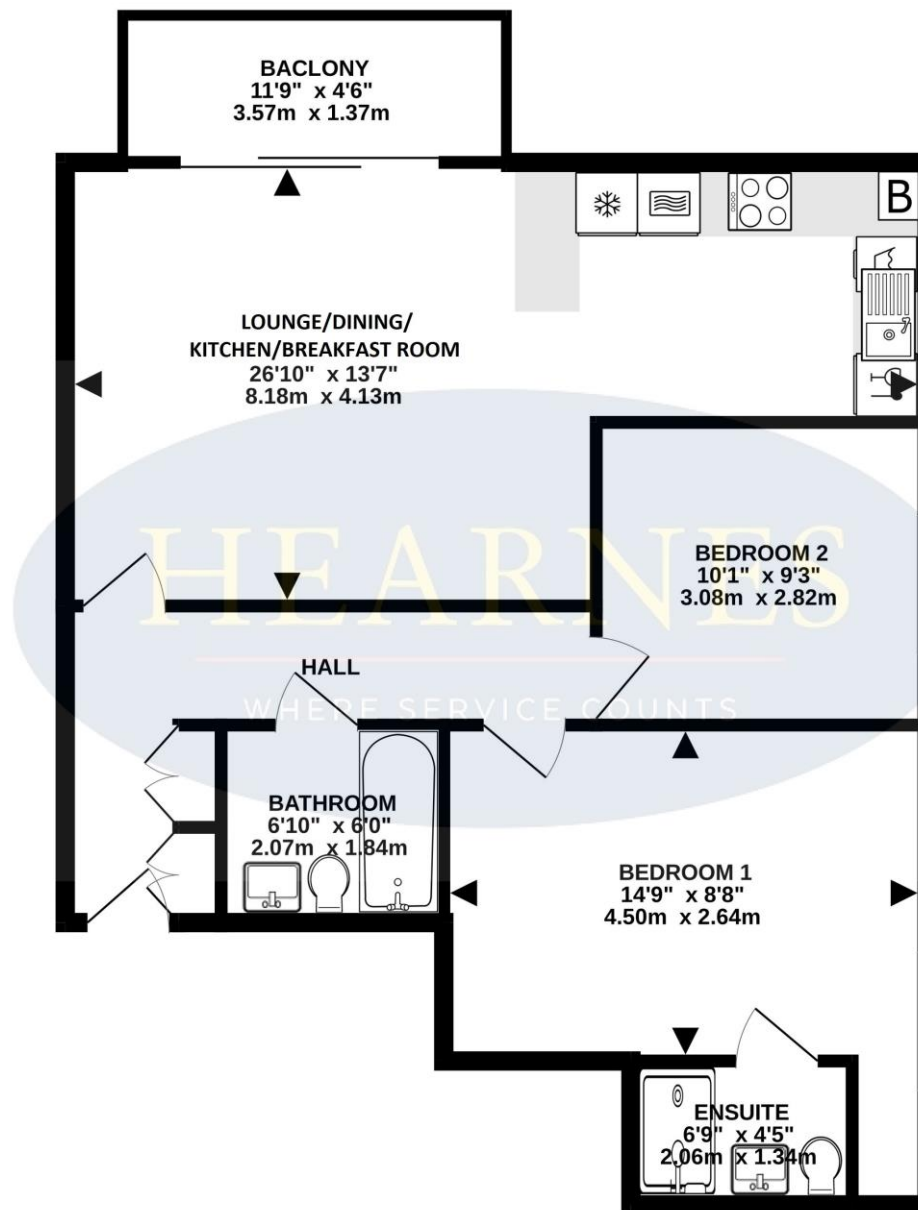 BACLONY
11'9" x 4'6"
3.57m x 1.37m
B
LOUNGE/DINING/
KITCHEN/BREAKFAST ROOM
26'10" x 13'7"
8.18m x 4.13m
HEARNES
BEDROOM 2
10'1" x 9'3"
3.08m x 2.82m
HALL
WHERE SERVICE COUNTS
BATHROOM
6'10" x 6'0"
2.07m x 1.84m
BEDROOM 1
14'9" x 8'8"
4.50m x 2.64m
ENSUITE
6'9" x 4'5"
2.06m x 1.34m